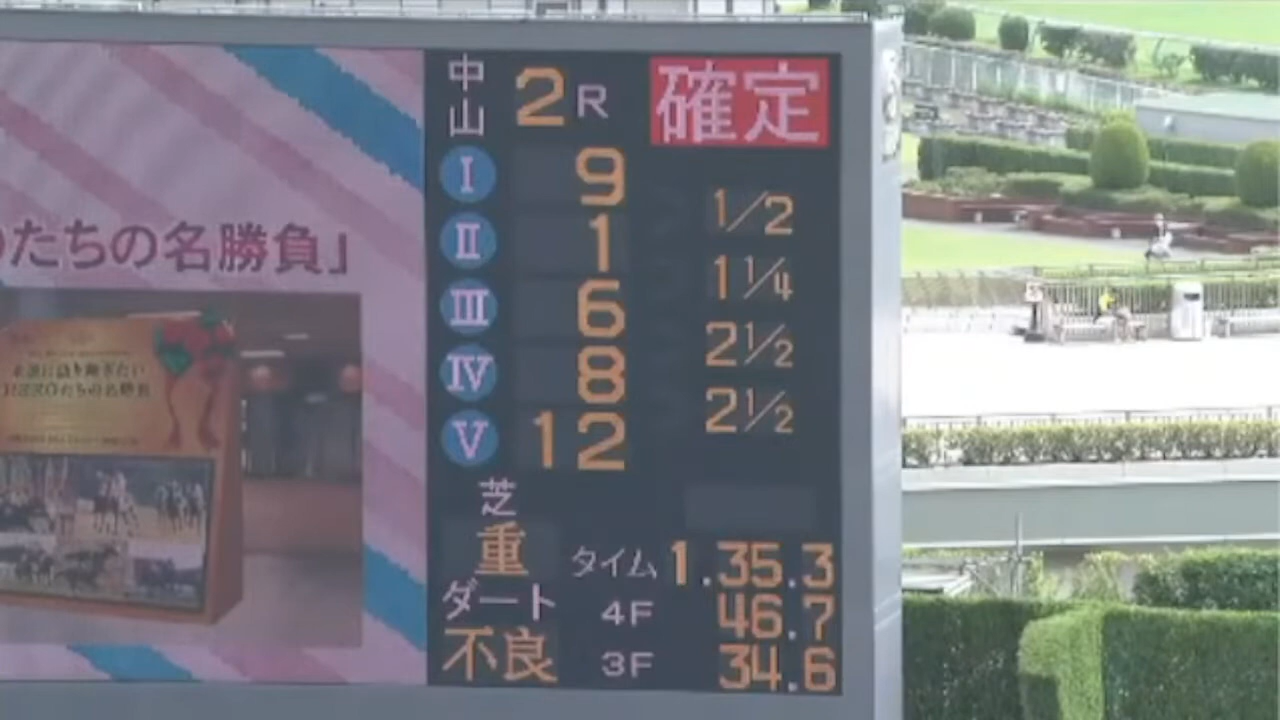 のたちの名勝負」
中山 2R 確定
I 9
1/2
II 1
1 1/4
III 6
2 1/2
IV 8
2 1/2
V 12
芝
重 タイム 1.35.3
ダート 4F 46.7
不良 3F 34.6